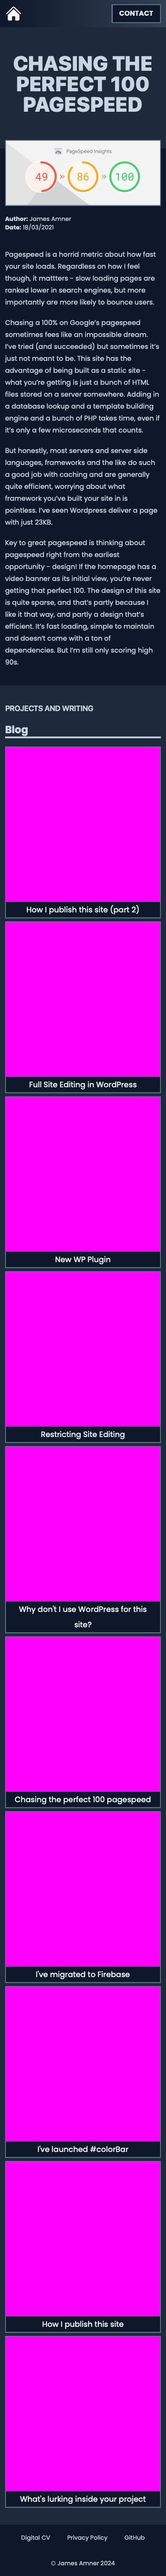 CONTACT
CHASING THE
PERFECT 100
PAGESPEED
PageSpeed Insights
49 » 86 » 100
Author: James Amner
Date: 18/03/2021
Pagespeed is a horrid metric about how fast
your site loads. Regardless on how I feel
though, it matttters - slow loading pages are
ranked lower in search engines, but more
importantly are more likely to bounce users.
Chasing a 100% on Google's pagespeed
sometimes fees like an impossible dream.
I've tried (and succeeded) but sometimes it's
just not meant to be. This site has the
advantage of being built as a static site -
what you're getting is just a bunch of HTML
files stored on a server somewhere. Adding in
a database lookup and a template building
engine and a bunch of PHP takes time, even if
it's only a few microseconds that counts.
But honestly, most servers and server side
languages, frameworks and the like do such
a good job with caching and are generally
quite efficient, worrying about what
framework you've built your site in is
pointless. I've seen Wordpress deliver a page
with just 23KB.
Key to great pagespeed is thinking about
pagespeed right from the earliest
opportunity - design! If the homepage has a
video banner as its initial view, you're never
getting that perfect 100. The design of this site
is quite sparse, and that's partly because I
like it that way, and partly a design that's
efficient. It's fast loading, simple to maintain
and doesn't come with a ton of
dependencies. But I'm still only scoring high
90s.
PROJECTS AND WRITING
Blog
How I publish this site (part 2)
Full Site Editing in WordPress
New WP Plugin
Restricting Site Editing
Why don't I use WordPress for this
site?
Chasing the perfect 100 pagespeed
I've migrated to Firebase
I've launched #colorBar
How I publish this site
What's lurking inside your project
Digital CV Privacy Policy GitHub
© James Amner 2024